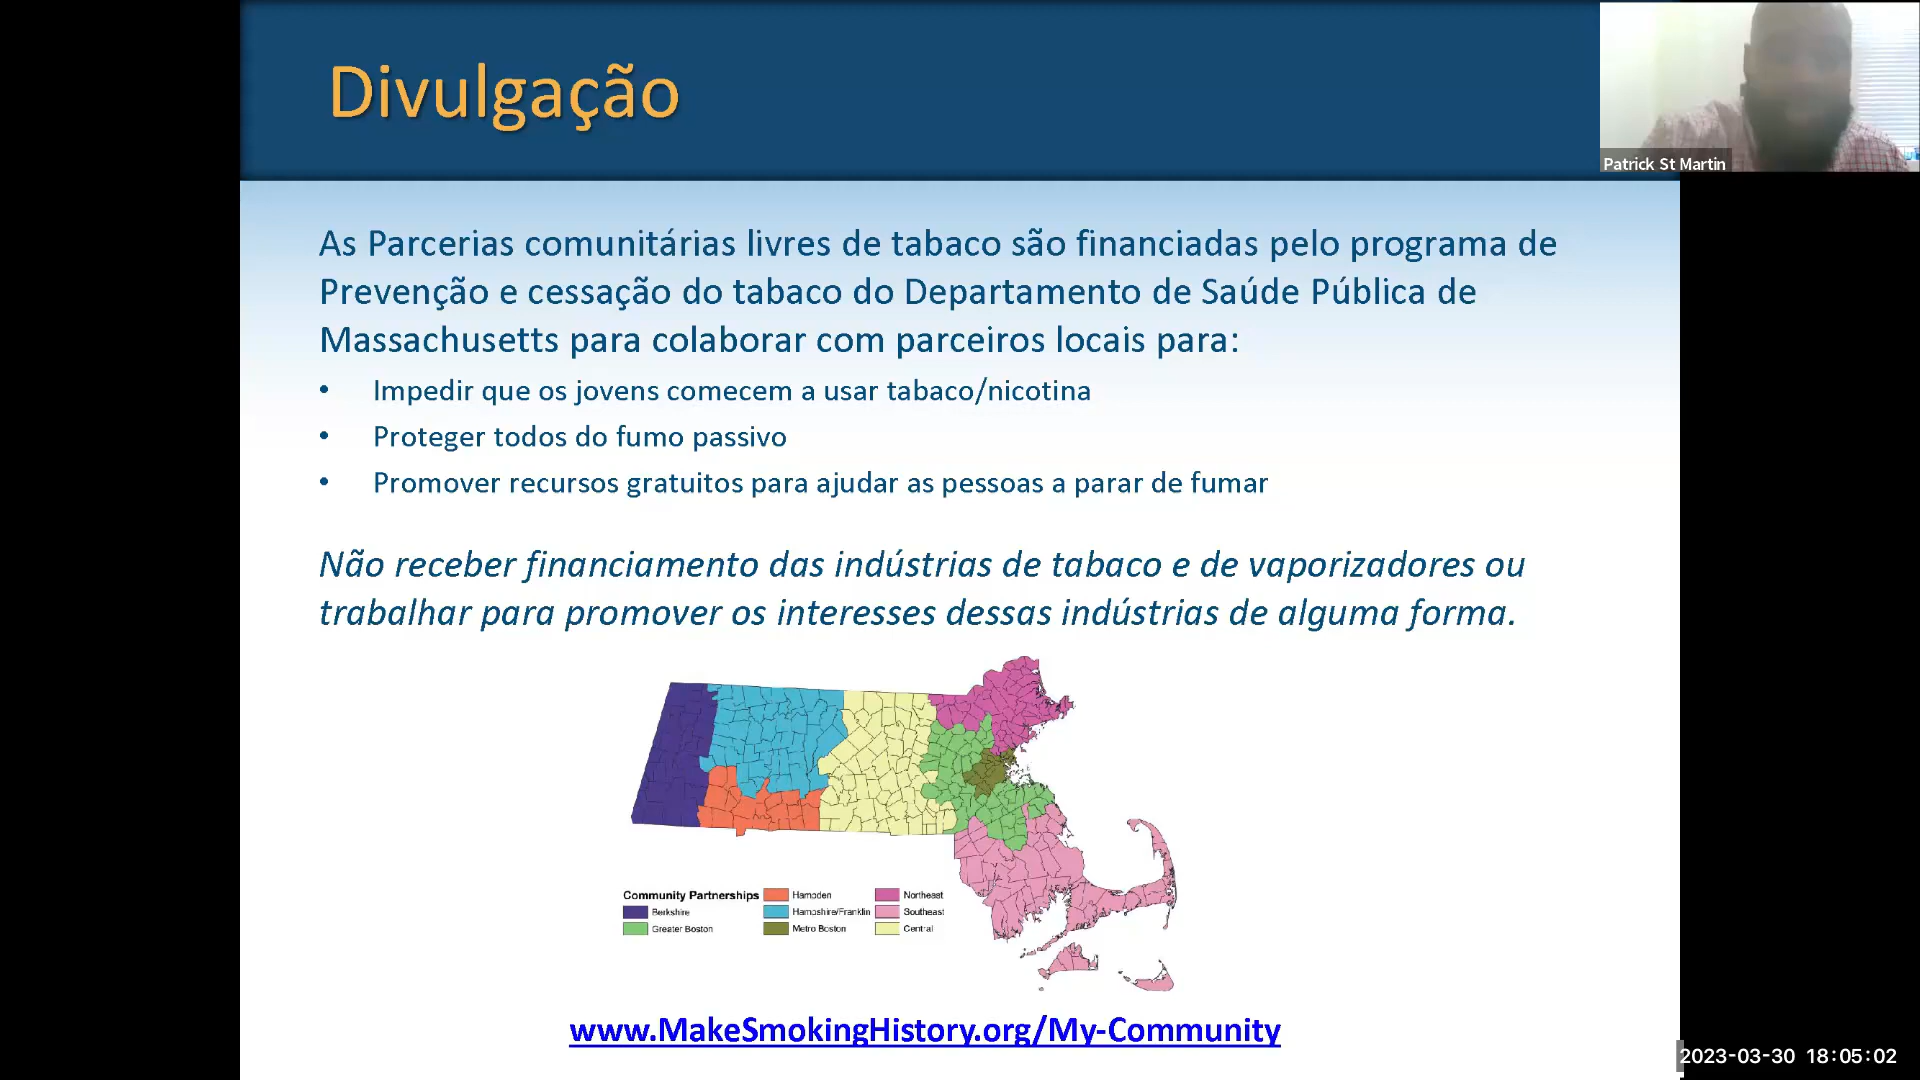 Divulgação
Patrick St Martin
As Parcerias comunitárias livres de tabaco são financiadas pelo programa de
Prevenção e cessação do tabaco do Departamento de Saúde Pública de
Massachusetts para colaborar com parceiros locais para:
• Impedir que os jovens comecem a usar tabaco/nicotina
• Proteger todos do fumo passivo
• Promover recursos gratuitos para ajudar as pessoas a parar de fumar
Não receber financiamento das indústrias de tabaco e de vaporizadores ou
trabalhar para promover os interesses dessas indústrias de alguma forma.
Community Partnerships
Berkshire
Greater Boston
Hampden
Hampshire/Franklin
Metro Boston
Northeast
Southeast
Central
www.MakeSmokingHistory.org/My-Community
2023-03-30 18:05:02